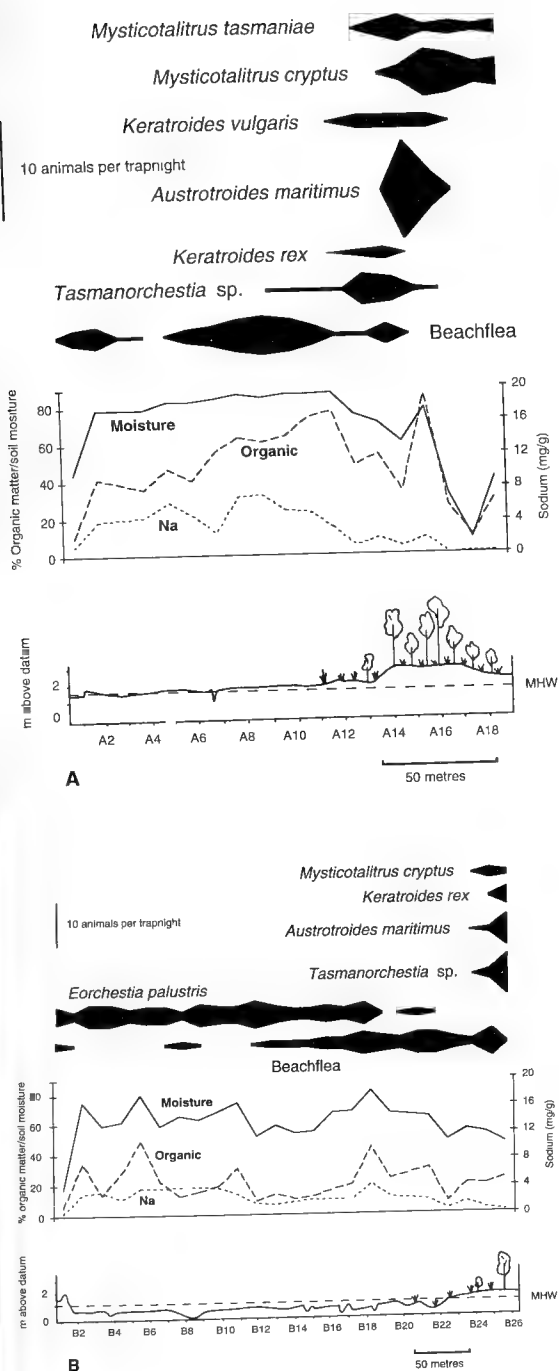 Mysticotalitrus tasmaniae
Mysticotalitrus cryptus
Keratroides vulgaris
10 animals per trapnight
Austrotroides maritimus
Keratroides rex
Tasmanorchestia sp.
Beachflea
% Organic matter/soil mositure
80
60
40
20
0
Moisture
Organic
Na
20
16
12
8
4
0
Sodium (mg/g)
m above datum
2
0
MHW
A2 A4 A6 A8 A10 A12 A14 A16 A18
A
50 metres
Mysticotalitrus cryptus
Keratroides rex
10 animals per trapnight
Austrotroides maritimus
Tasmanorchestia sp.
Eorchestia palustris
Beachflea
% organic matter/soil moisture
80
60
40
20
0
Moisture
Organic
Na
20
16
12
8
4
0
Sodium (mg/g)
m above datum
2
0
MHW
B2 B4 B6 B8 B10 B12 B14 B16 B18 B20 B22 B24 B26
B
50 metres